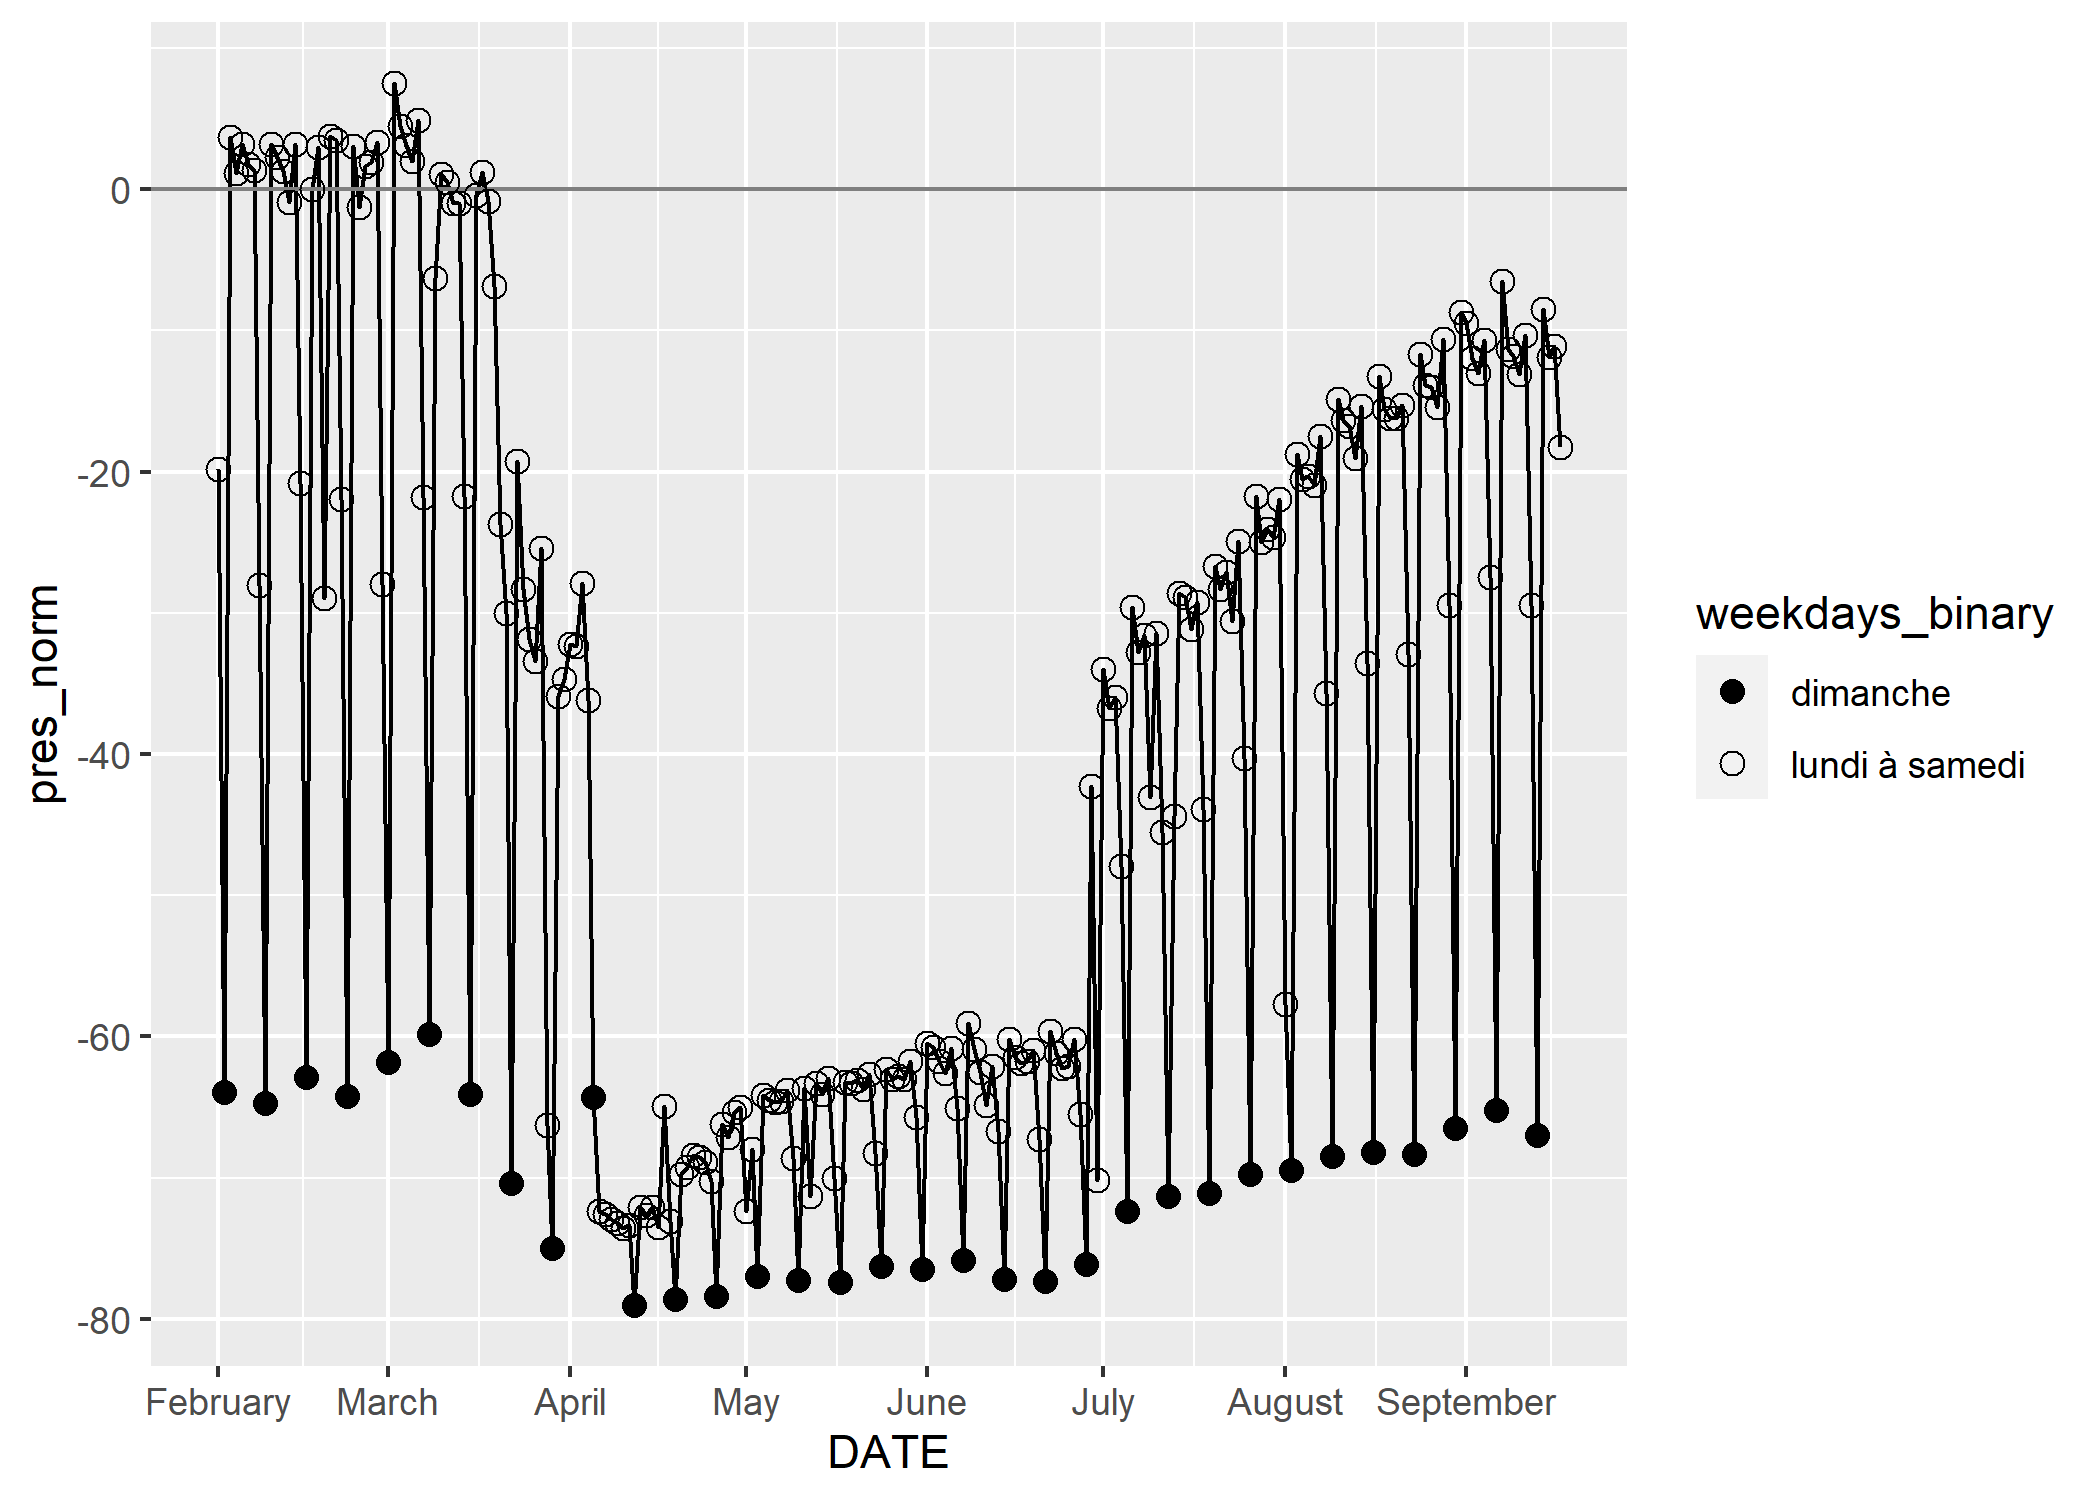 0
-20
-40
-60
-80
pres_norm
February March April May June July August September
DATE
weekdays_binary
dimanche
lundi à samedi